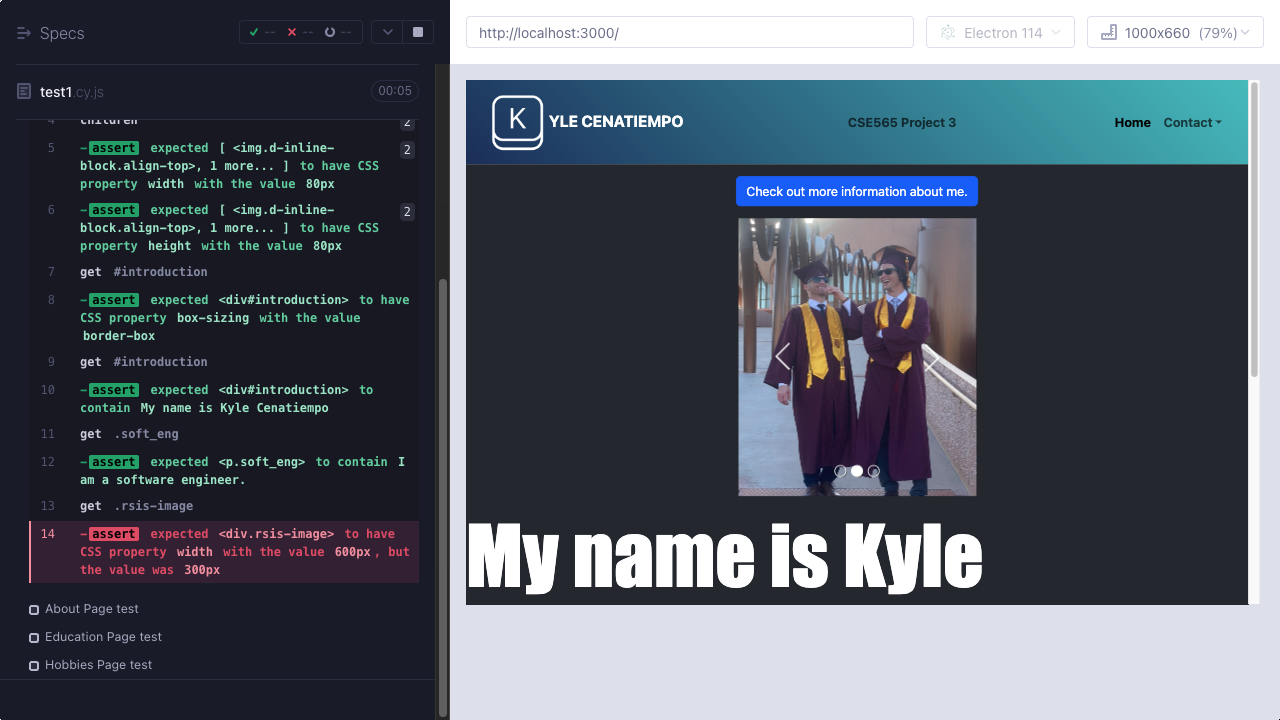 Specs
-- -- --
http://localhost:3000/
Electron 114
1000x660 (79%)
test1.cy.js
00:05
4 children 2
5 -assert expected [ <img.d-inline-
block.align-top>, 1 more... ] to have CSS
property width with the value 80px
2
6 -assert expected [ <img.d-inline-
block.align-top>, 1 more... ] to have CSS
property height with the value 80px
2
7 get #introduction
8 -assert expected <div#introduction> to have
CSS property box-sizing with the value
border-box
9 get #introduction
10 -assert expected <div#introduction> to
contain My name is Kyle Cenatiempo
11 get .soft_eng
12 -assert expected <p.soft_eng> to contain I
am a software engineer.
13 get .rsis-image
14 -assert expected <div.rsis-image> to have
CSS property width with the value 600px, but
the value was 300px
About Page test
Education Page test
Hobbies Page test
K YLE CENATIEMPO
CSE565 Project 3
Home Contact
Check out more information about me.
My name is Kyle